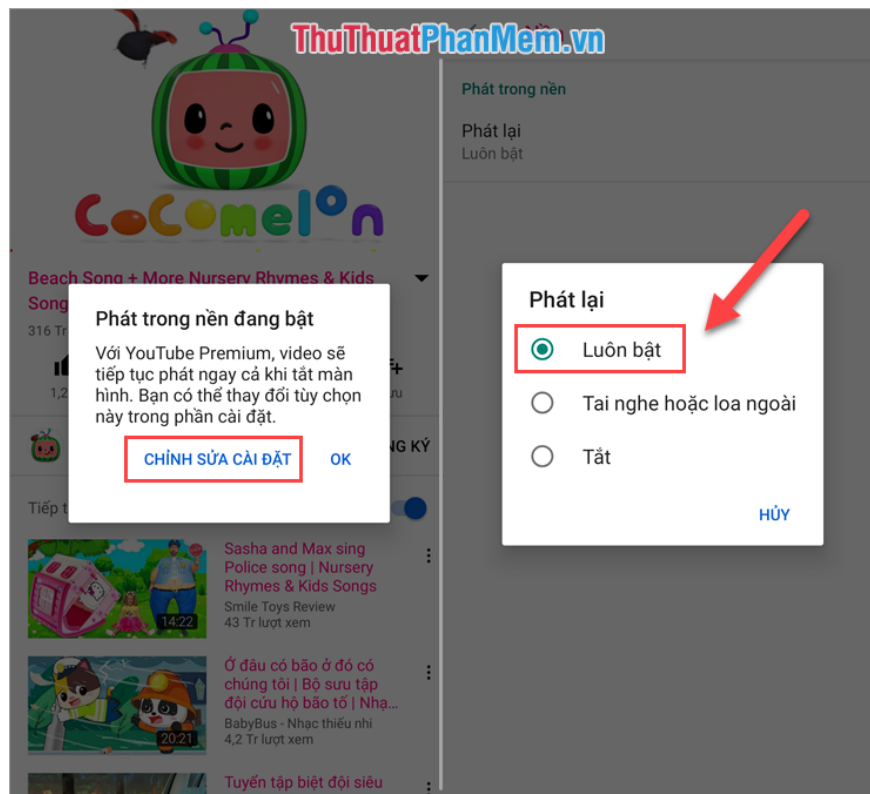 ThuThuatPhanMem.vn
CoComelon
Beach Song + More Nursery Rhymes & Kids
Song
316 Tr
1,2
Phát trong nền đang bật
Với YouTube Premium, video sẽ
tiếp tục phát ngay cả khi tắt màn
hình. Bạn có thể thay đổi tùy chọn
này trong phần cài đặt.
CHỈNH SỬA CÀI ĐẶT OK
NG KÝ
Tiếp t
Sasha and Max sing
Police song | Nursery
Rhymes & Kids Songs
Smile Toys Review
43 Tr lượt xem
14:22
Ở đâu có bão ở đó có
chúng tôi | Bộ sưu tập
đội cứu hộ bão tố | Nhạ...
BabyBus - Nhạc thiếu nhi
4,2 Tr lượt xem
20:21
Tuyển tập biệt đội siêu
Phát trong nền
Phát lại
Luôn bật
Phát lại
Luôn bật
Tai nghe hoặc loa ngoài
Tắt
HỦY